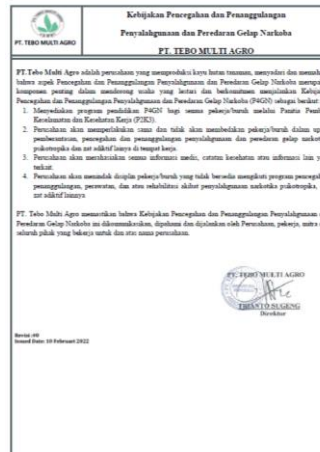 Kebijakan Pencegahan dan Penanggulangan
Penyalahgunaan dan Peredaran Gelap Narkoba
PT. TEBO MULTI AGRO
PT. TEBO MULTI AGRO
PT.Tebo Multi Agro adalah perusahaan yang memproduksi kayu hutan tanaman, menyadari dan memah
bahwa aspek Pencegahan dan Penanggulangan Penyalahgunaan dan Peredaran Gelap Narkoba merupa
komponen penting dalam mendorong usaha yang lestari dan berkomitmen menjalankan Kebija
Pencegahan dan Penanggulangan Penyalahgunaan dan Peredaran Gelap Narkoba (P4GN) sebagai berikut:
1. Menyediakan program pendidikan P4GN bagi semua pekerja/buruh melalui Panitia Pembi
Keselamatan dan Kesehatan Kerja (P2K3).
2. Perusahaan akan memperlakukan sama dan tidak akan membedakan pekerja/buruh dalam up
pemberantasan, pencegahan dan penanggulangan penyalahgunaan dan peredaran gelap narkot
psikotropika dan zat adiktif lainya di tempat kerja.
3. Perusahaan akan merahasiakan semua informasi medis, catatan kesehatan atau informasi lain y
terkait.
4. Perusahaan akan menindak disiplin pekerja/buruh yang tidak bersedia mengikuti program pencegal
penanggulangan, perawatan, dan atau rehabilitasi akibat penyalahgunaan narkotika psikotropika,
zat adiktif lainnya.
PT. Tebo Multi Agro memastikan bahwa Kebijakan Pencegahan dan Penanggulangan Penyalahgunaan
Peredaran Gelap Narkoba ini dikomunikasikan, dipahami dan dijalankan oleh Perusahaan, pekerja, mitra
seluruh pihak yang bekerja untuk dan atas nama perusahaan.
PT. TEBO MULTI AGRO
TRIANTO SUGENG
Direktur
Revisi :00
Issued Date: 10 Februari 2022